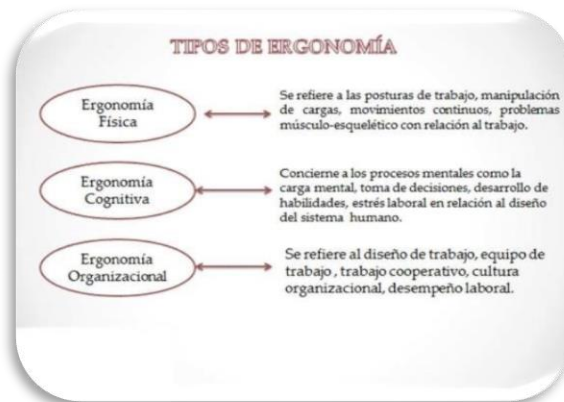 TIPOS DE ERGONOMÍA
Ergonomía
Física
Se refiere a las posturas de trabajo, manipulación
de cargas, movimientos continuos, problemas
músculo-esquelético con relación al trabajo.
Ergonomía
Cognitiva
Concierne a los procesos mentales como la
carga mental, toma de decisiones, desarrollo de
habilidades, estrés laboral en relación al diseño
del sistema humano.
Ergonomía
Organizacional
Se refiere al diseño de trabajo, equipo de
trabajo , trabajo cooperativo, cultura
organizacional, desempeño laboral.